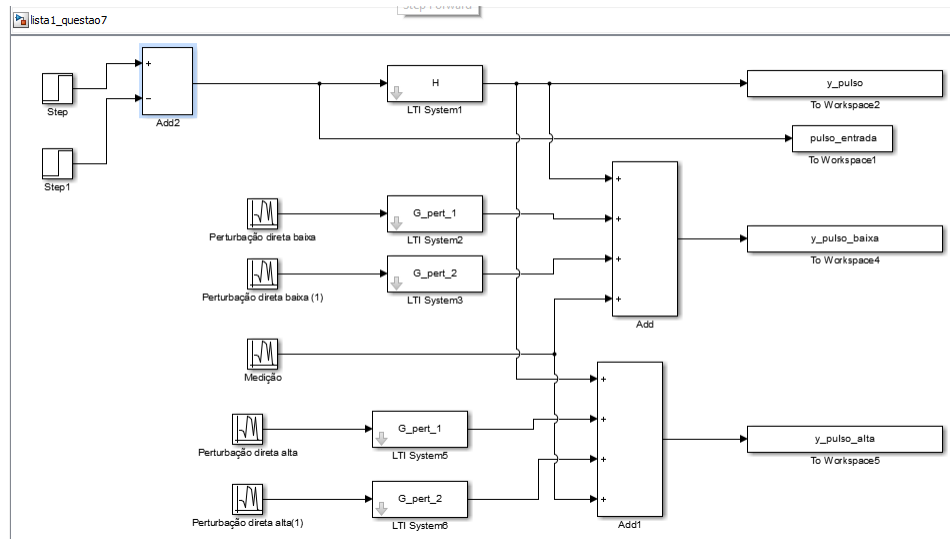 Step Forward
lista1_questao7
Step
Step1
+
−
Add2
H
LTI System1
y_pulso
To Workspace2
pulso_entrada
To Workspace1
Perturbação direta baixa
G_pert_1
LTI System2
Perturbação direta baixa (1)
G_pert_2
LTI System3
+
+
+
+
Add
y_pulso_baixa
To Workspace4
Medição
Perturbação direta alta
G_pert_1
LTI System5
Perturbação direta alta(1)
G_pert_2
LTI System6
+
+
+
+
Add1
y_pulso_alta
To Workspace5